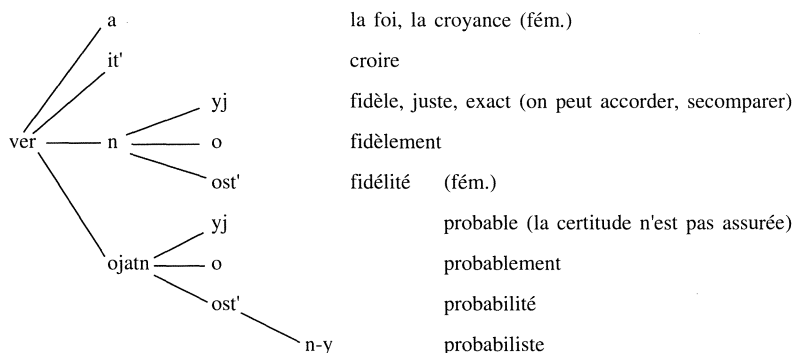 a la foi, la croyance (fém.)
it' croire
yj fidèle, juste, exact (on peut accorder, secomparer)
ver n o fidèlement
ost' fidélité (fém.)
yj probable (la certitude n'est pas assurée)
ojatn o probablement
ost' probabilité
n-y probabiliste